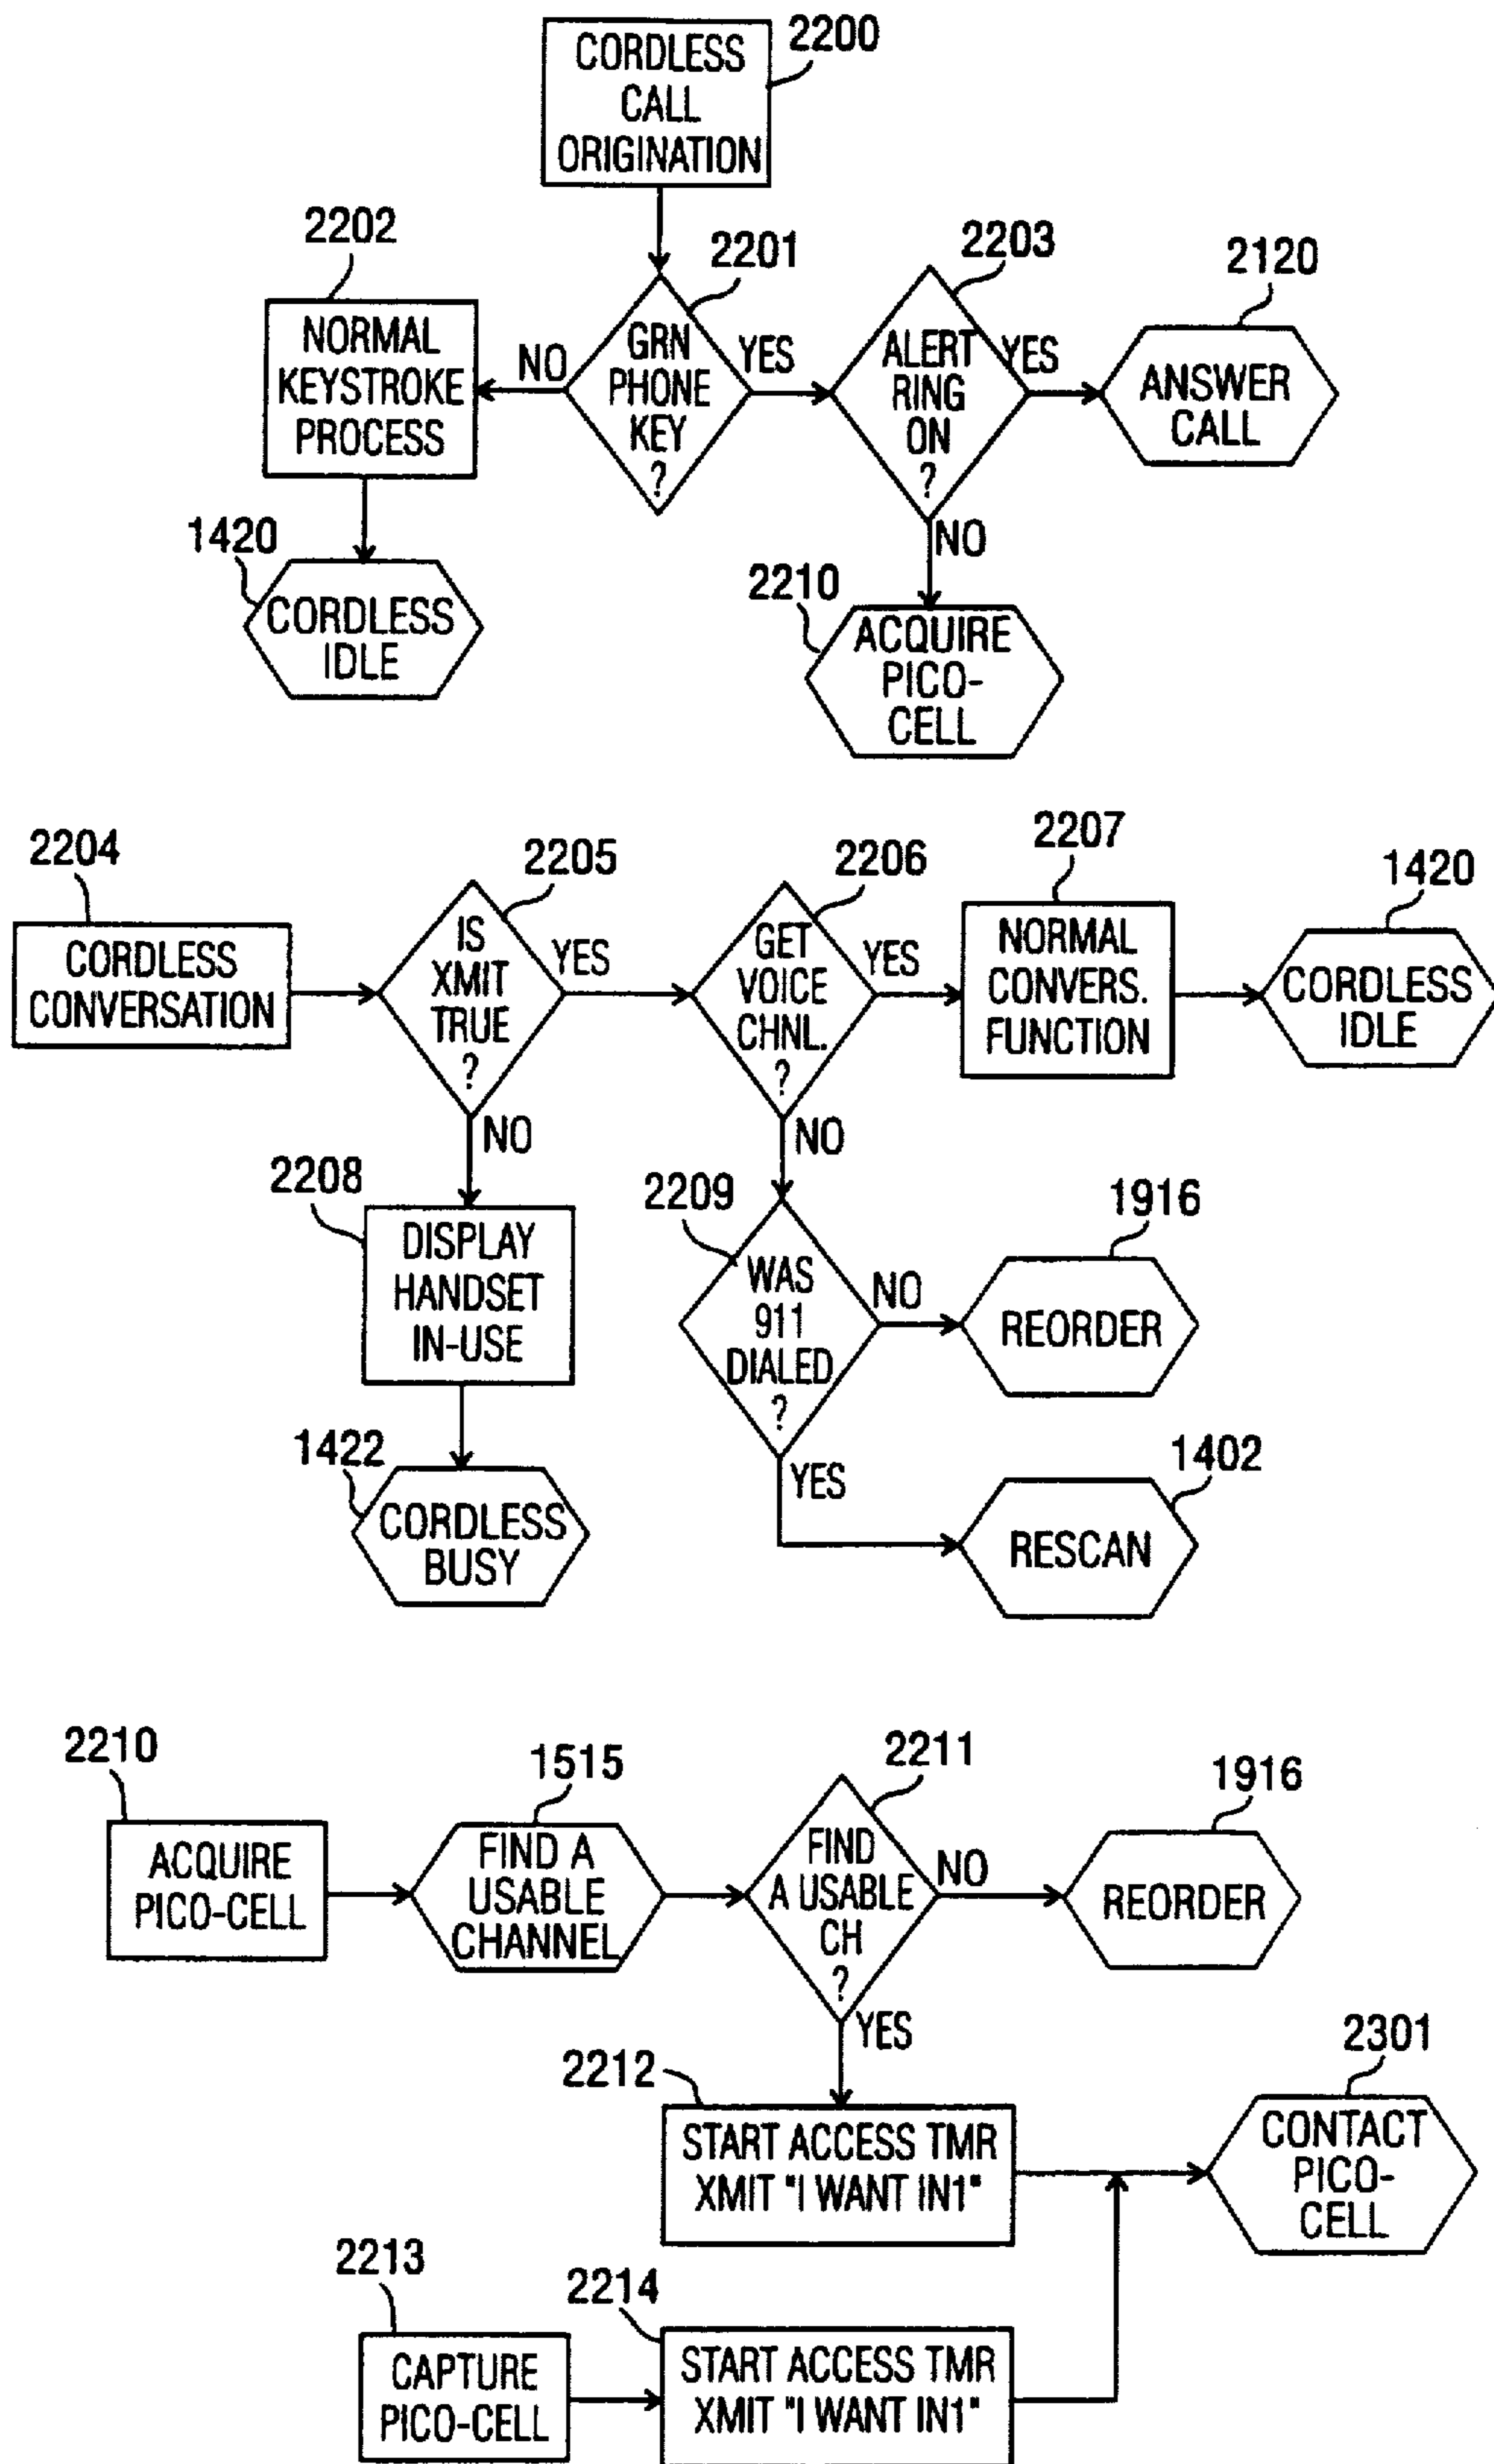 2200
CORDLESS
CALL
ORIGINATION
2202
2201
2203
2120
NORMAL
KEYSTROKE
PROCESS
NO
GRN
PHONE
KEY
?
YES
ALERT
RING
ON
?
YES
ANSWER
CALL
NO
1420
CORDLESS
IDLE
2210
ACQUIRE
PICO-
CELL
2204
2205
2206
2207
1420
CORDLESS
CONVERSATION
IS
XMIT
TRUE
?
YES
GET
VOICE
CHNL.
?
YES
NORMAL
CONVERS.
FUNCTION
CORDLESS
IDLE
NO
NO
2208
DISPLAY
HANDSET
IN-USE
2209
WAS
911
DIALED
?
NO
1916
REORDER
YES
1422
CORDLESS
BUSY
1402
RESCAN
2210
1515
2211
1916
ACQUIRE
PICO-CELL
FIND A
USABLE
CHANNEL
FIND
A USABLE
CH
?
NO
REORDER
YES
2212
START ACCESS TMR
XMIT "I WANT IN1"
2301
CONTACT
PICO-
CELL
2213
CAPTURE
PICO-CELL
2214
START ACCESS TMR
XMIT "I WANT IN1"